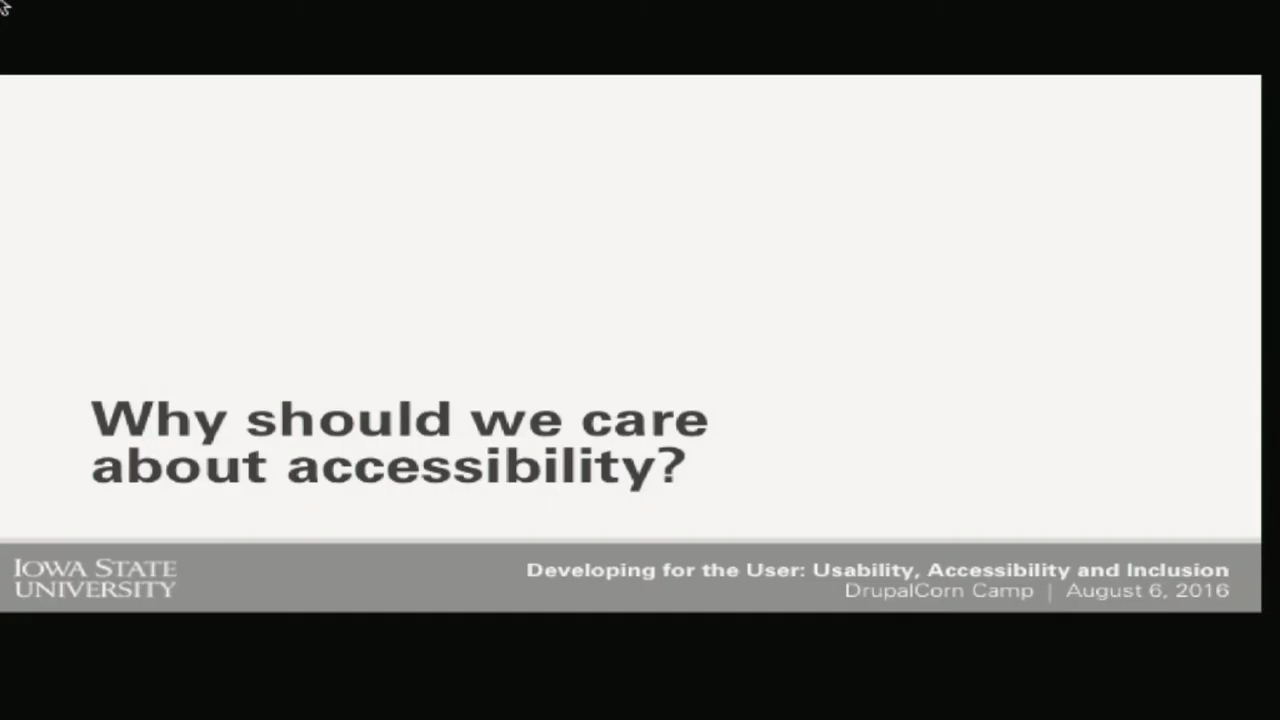 Why should we care
about accessibility?
IOWA STATE
UNIVERSITY
Developing for the User: Usability, Accessibility and Inclusion
DrupalCorn Camp | August 6, 2016